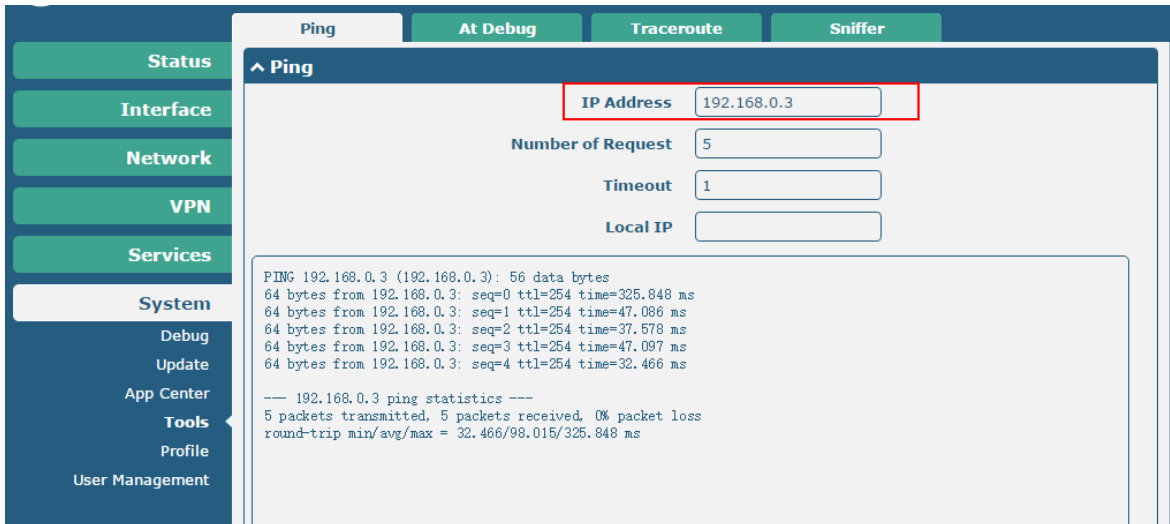 Ping
At Debug
Traceroute
Sniffer
Status
Interface
Network
VPN
Services
System
Debug
Update
App Center
Tools
Profile
User Management
Ping
IP Address 192.168.0.3
Number of Request 5
Timeout 1
Local IP
PING 192.168.0.3 (192.168.0.3): 56 data bytes
64 bytes from 192.168.0.3: seq=0 ttl=254 time=325.848 ms
64 bytes from 192.168.0.3: seq=1 ttl=254 time=47.086 ms
64 bytes from 192.168.0.3: seq=2 ttl=254 time=37.578 ms
64 bytes from 192.168.0.3: seq=3 ttl=254 time=47.097 ms
64 bytes from 192.168.0.3: seq=4 ttl=254 time=32.466 ms
--- 192.168.0.3 ping statistics ---
5 packets transmitted, 5 packets received, 0% packet loss
round-trip min/avg/max = 32.466/98.015/325.848 ms